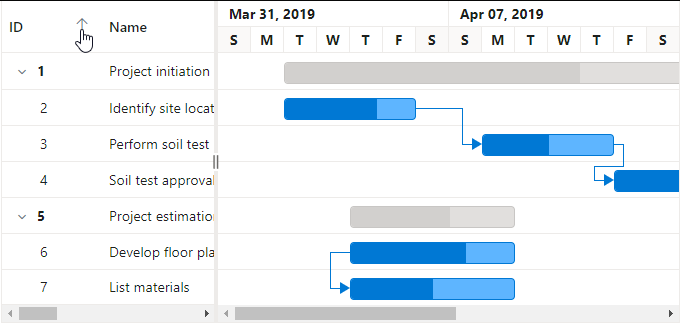 ID Name Mar 31, 2019 Apr 07, 2019
S M T W T F S S M T W T F S
1 Project initiation
2 Identify site locat
3 Perform soil test
4 Soil test approva
5 Project estimatio
6 Develop floor pla
7 List materials